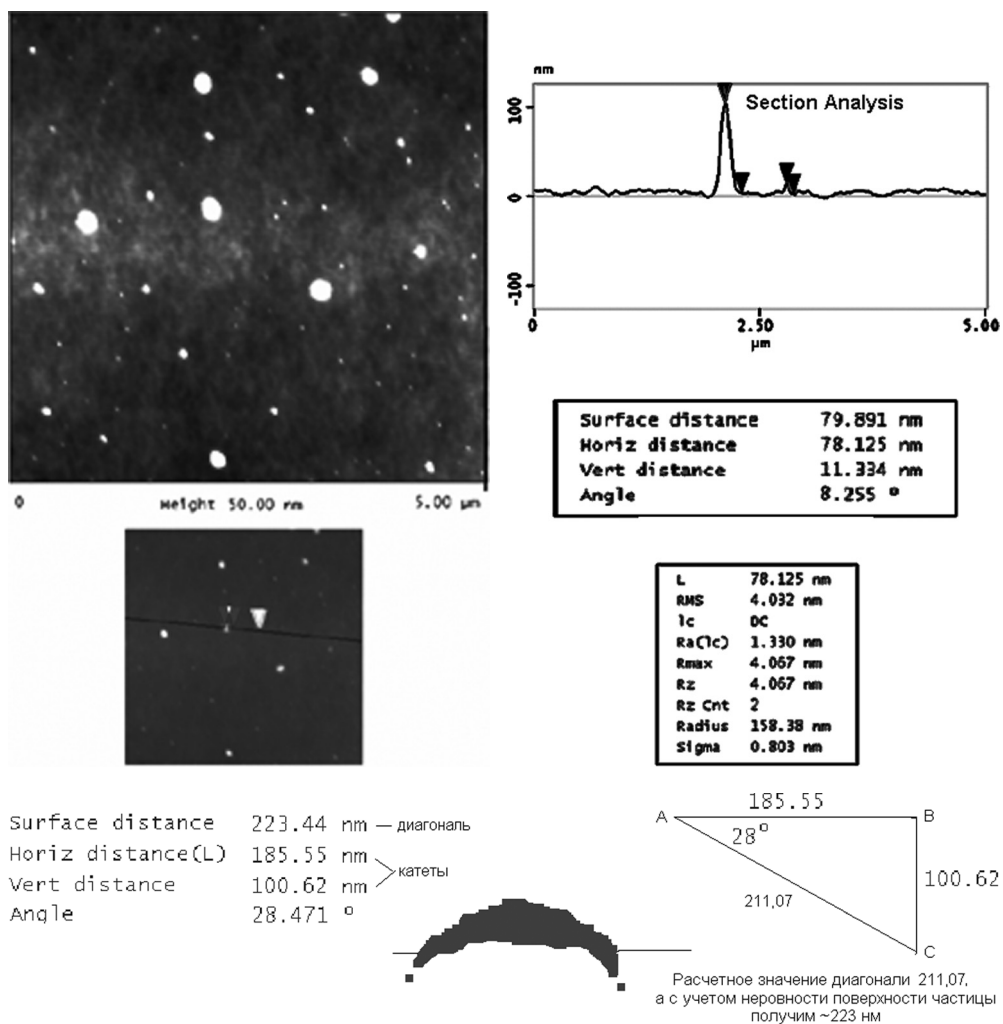 nm
Section Analysis
100
0
-100
0 2.50 5.00
µm
0 Height 50.00 nm 5.00 µm
Surface distance 79.891 nm
Horiz distance 78.125 nm
Vert distance 11.334 nm
Angle 8.255 °
L 78.125 nm
RMS 4.032 nm
lc DC
Ra(lc) 1.330 nm
Rmax 4.067 nm
Rz 4.067 nm
Rz Cnt 2
Radius 158.38 nm
Sigma 0.803 nm
Surface distance 223.44 nm — диагональ
Horiz distance(L) 185.55 nm
катеты
Vert distance 100.62 nm
Angle 28.471 °
185.55
A B
28°
100.62
211,07
C
Расчетное значение диагонали 211,07,
а с учетом неровности поверхности частицы
получим ~223 нм